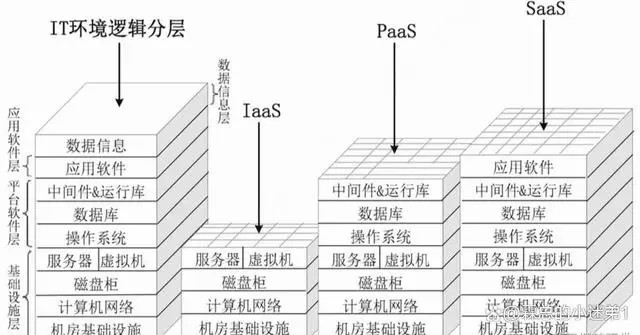 IT环境逻辑分层
数据信息层
IaaS
PaaS
SaaS
应用软件层
平台软件层
基础设施层
数据信息
应用软件
中间件&运行库
数据库
操作系统
服务器 虚拟机
磁盘柜
计算机网络
机房基础设施
服务器 虚拟机
磁盘柜
计算机网络
机房基础设施
中间件&运行库
数据库
操作系统
服务器 虚拟机
磁盘柜
计算机网络
机房基础设施
应用软件
中间件&运行库
数据库
操作系统
服务器 虚拟机
磁盘柜
计算机网络
机房基础设施
的小迷弟1